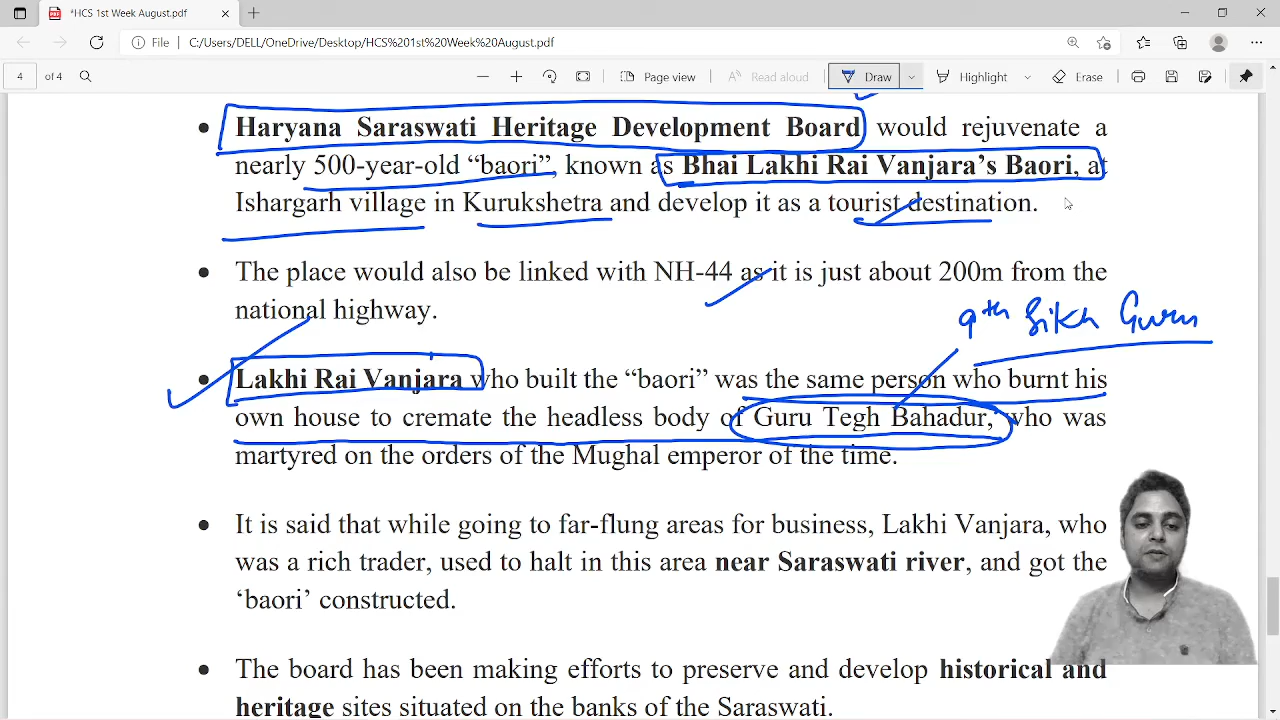 *HCS 1st Week August.pdf
File C:/Users/DELL/OneDrive/Desktop/HCS%201st%20Week%20August.pdf
4 of 4 Page view Read aloud Draw Highlight Erase
• Haryana Saraswati Heritage Development Board would rejuvenate a
nearly 500-year-old “baori”, known as Bhai Lakhi Rai Vanjara’s Baori, at
Ishargarh village in Kurukshetra and develop it as a tourist destination.
• The place would also be linked with NH-44 as it is just about 200m from the
national highway.
9th Sikh Guru
• Lakhi Rai Vanjara who built the “baori” was the same person who burnt his
own house to cremate the headless body of Guru Tegh Bahadur, who was
martyred on the orders of the Mughal emperor of the time.
• It is said that while going to far-flung areas for business, Lakhi Vanjara, who
was a rich trader, used to halt in this area near Saraswati river, and got the
‘baori’ constructed.
• The board has been making efforts to preserve and develop historical and
heritage sites situated on the banks of the Saraswati.